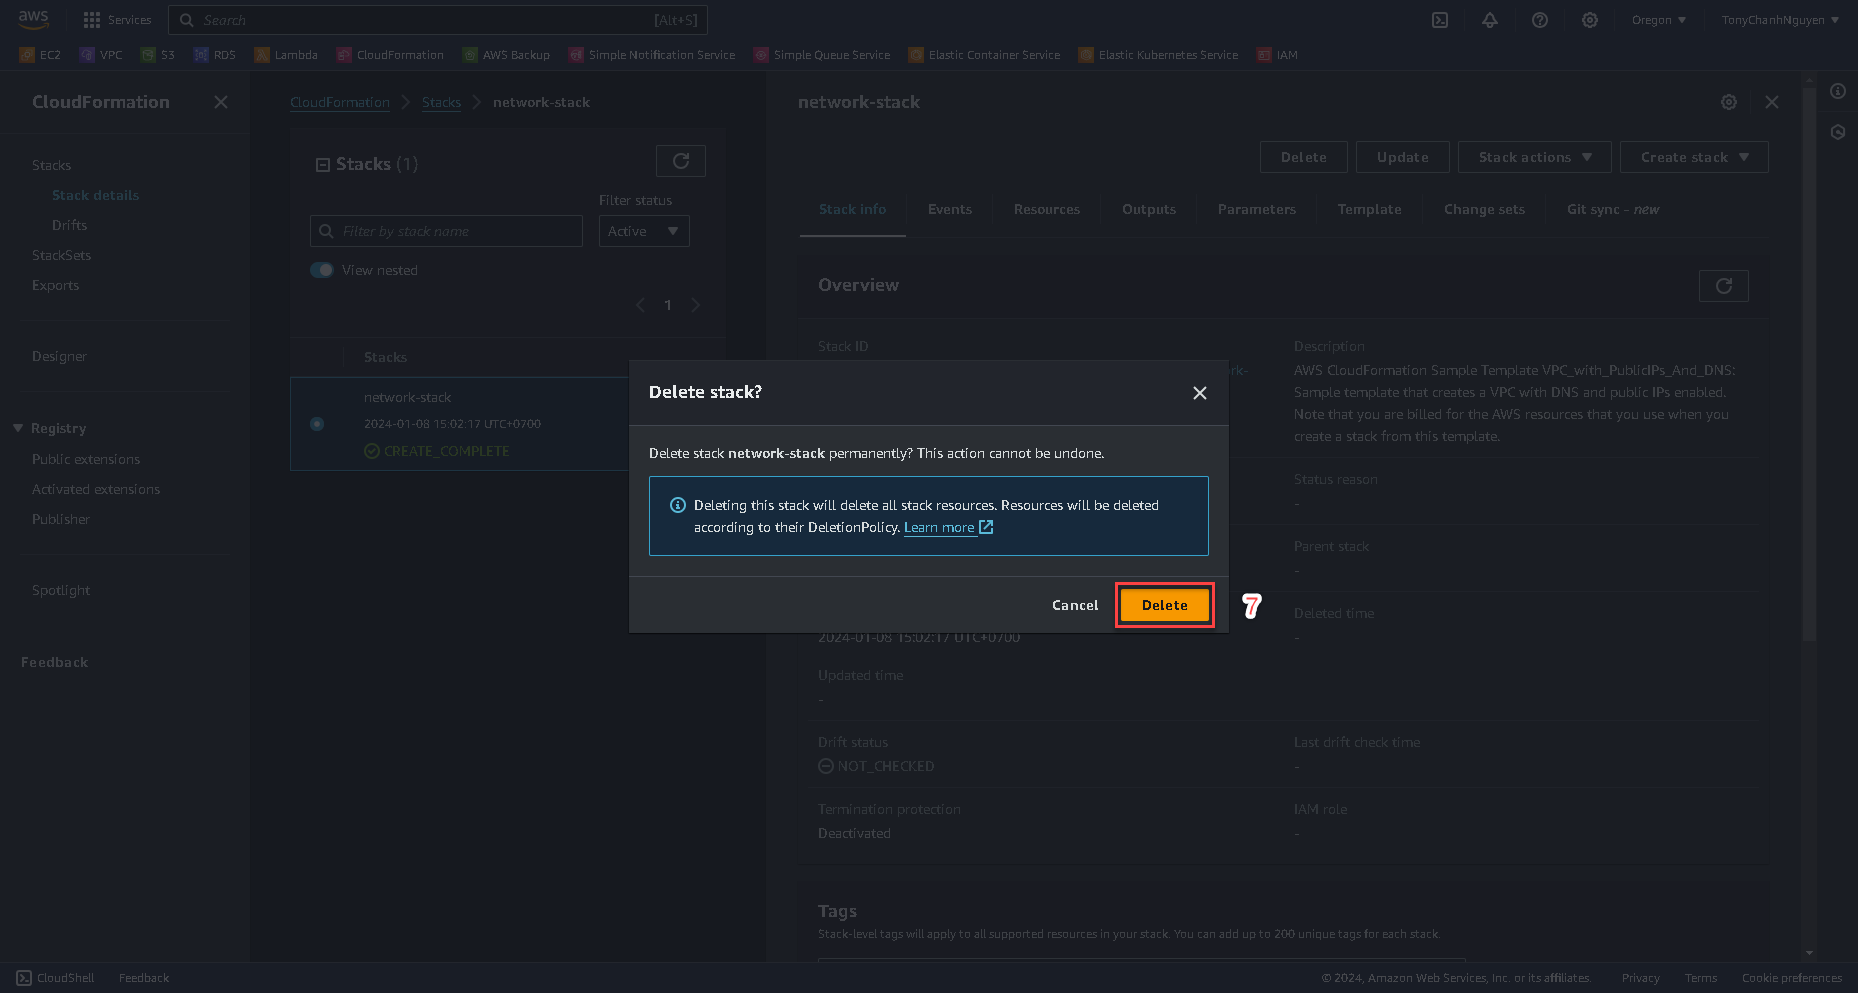 aws
Services
Search
[Alt+S]
Oregon
TonyChanhNguyen
EC2
VPC
S3
RDS
Lambda
CloudFormation
AWS Backup
Simple Notification Service
Simple Queue Service
Elastic Container Service
Elastic Kubernetes Service
IAM
CloudFormation
Stacks
Stack details
Drifts
StackSets
Exports
Designer
Registry
Public extensions
Activated extensions
Publisher
Spotlight
Feedback
CloudFormation
Stacks
network-stack
Stacks (1)
Filter status
Filter by stack name
Active
View nested
1
Stacks
network-stack
2024-01-08 15:02:17 UTC+0700
CREATE_COMPLETE
network-stack
Delete
Update
Stack actions
Create stack
Stack info
Events
Resources
Outputs
Parameters
Template
Change sets
Git sync - new
Overview
Stack ID
Description
AWS CloudFormation Sample Template VPC_with_PublicIPs_And_DNS:
Sample template that creates a VPC with DNS and public IPs enabled.
Note that you are billed for the AWS resources that you use when you
create a stack from this template.
Status reason
-
Parent stack
-
Deleted time
-
2024-01-08 15:02:17 UTC+0700
Updated time
-
Drift status
NOT_CHECKED
Last drift check time
-
Termination protection
Deactivated
IAM role
-
Tags
Stack-level tags will apply to all supported resources in your stack. You can add up to 200 unique tags for each stack.
Delete stack?
Delete stack network-stack permanently? This action cannot be undone.
Deleting this stack will delete all stack resources. Resources will be deleted
according to their DeletionPolicy. Learn more
Cancel
Delete
7
CloudShell
Feedback
© 2024, Amazon Web Services, Inc. or its affiliates.
Privacy
Terms
Cookie preferences